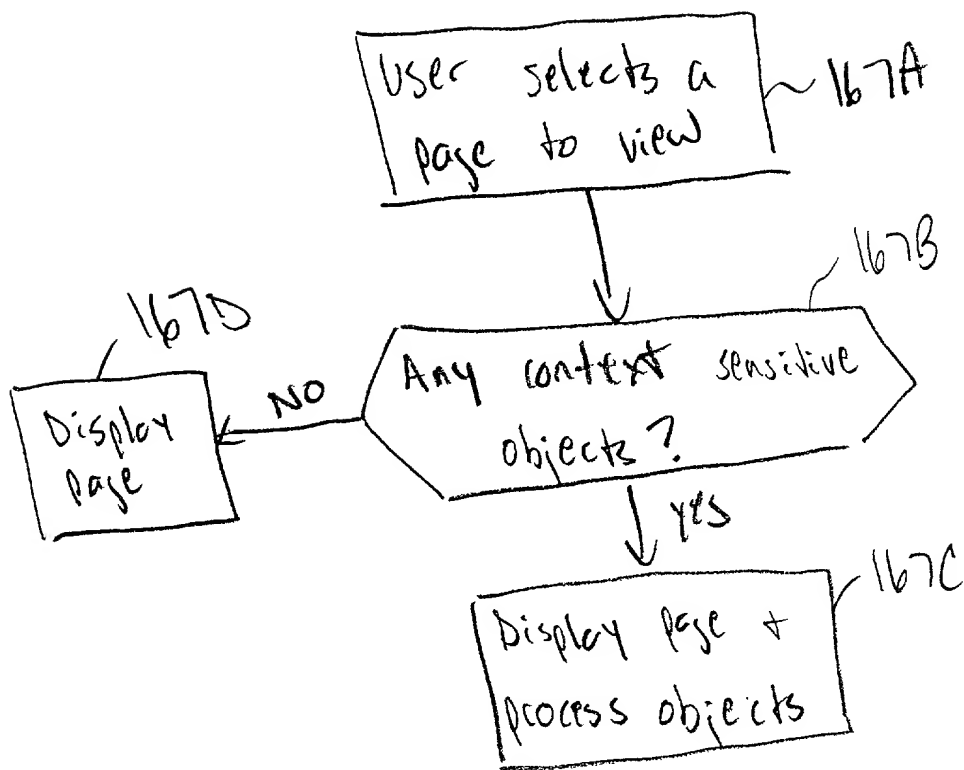 User selects a
page to view
167A
167B
167D
Any context sensitive
objects?
NO
Display
page
yes
167C
Display page +
process objects